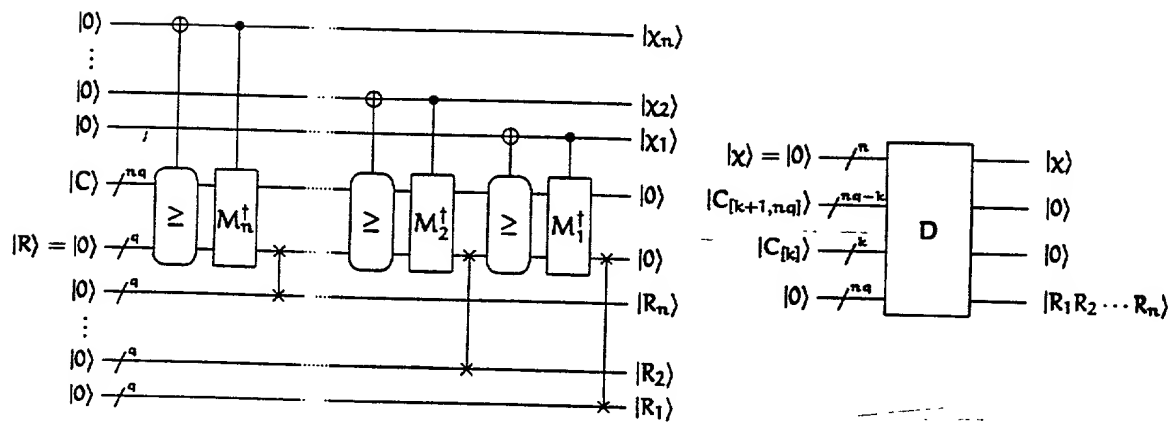 |0⟩ |χn⟩
⋮
|0⟩ |χ2⟩
|0⟩ |χ1⟩
|C⟩ nq ≥ M†n ≥ M†2 ≥ M†1 |0⟩
|R⟩ = |0⟩ q |0⟩
|0⟩ q |Rn⟩
⋮
|0⟩ q |R2⟩
|0⟩ q |R1⟩
|χ⟩ = |0⟩ n |χ⟩
|C[k+1,nq]⟩ nq−k |0⟩
D
|C[k]⟩ k |0⟩
|0⟩ nq |R1R2 ⋯ Rn⟩